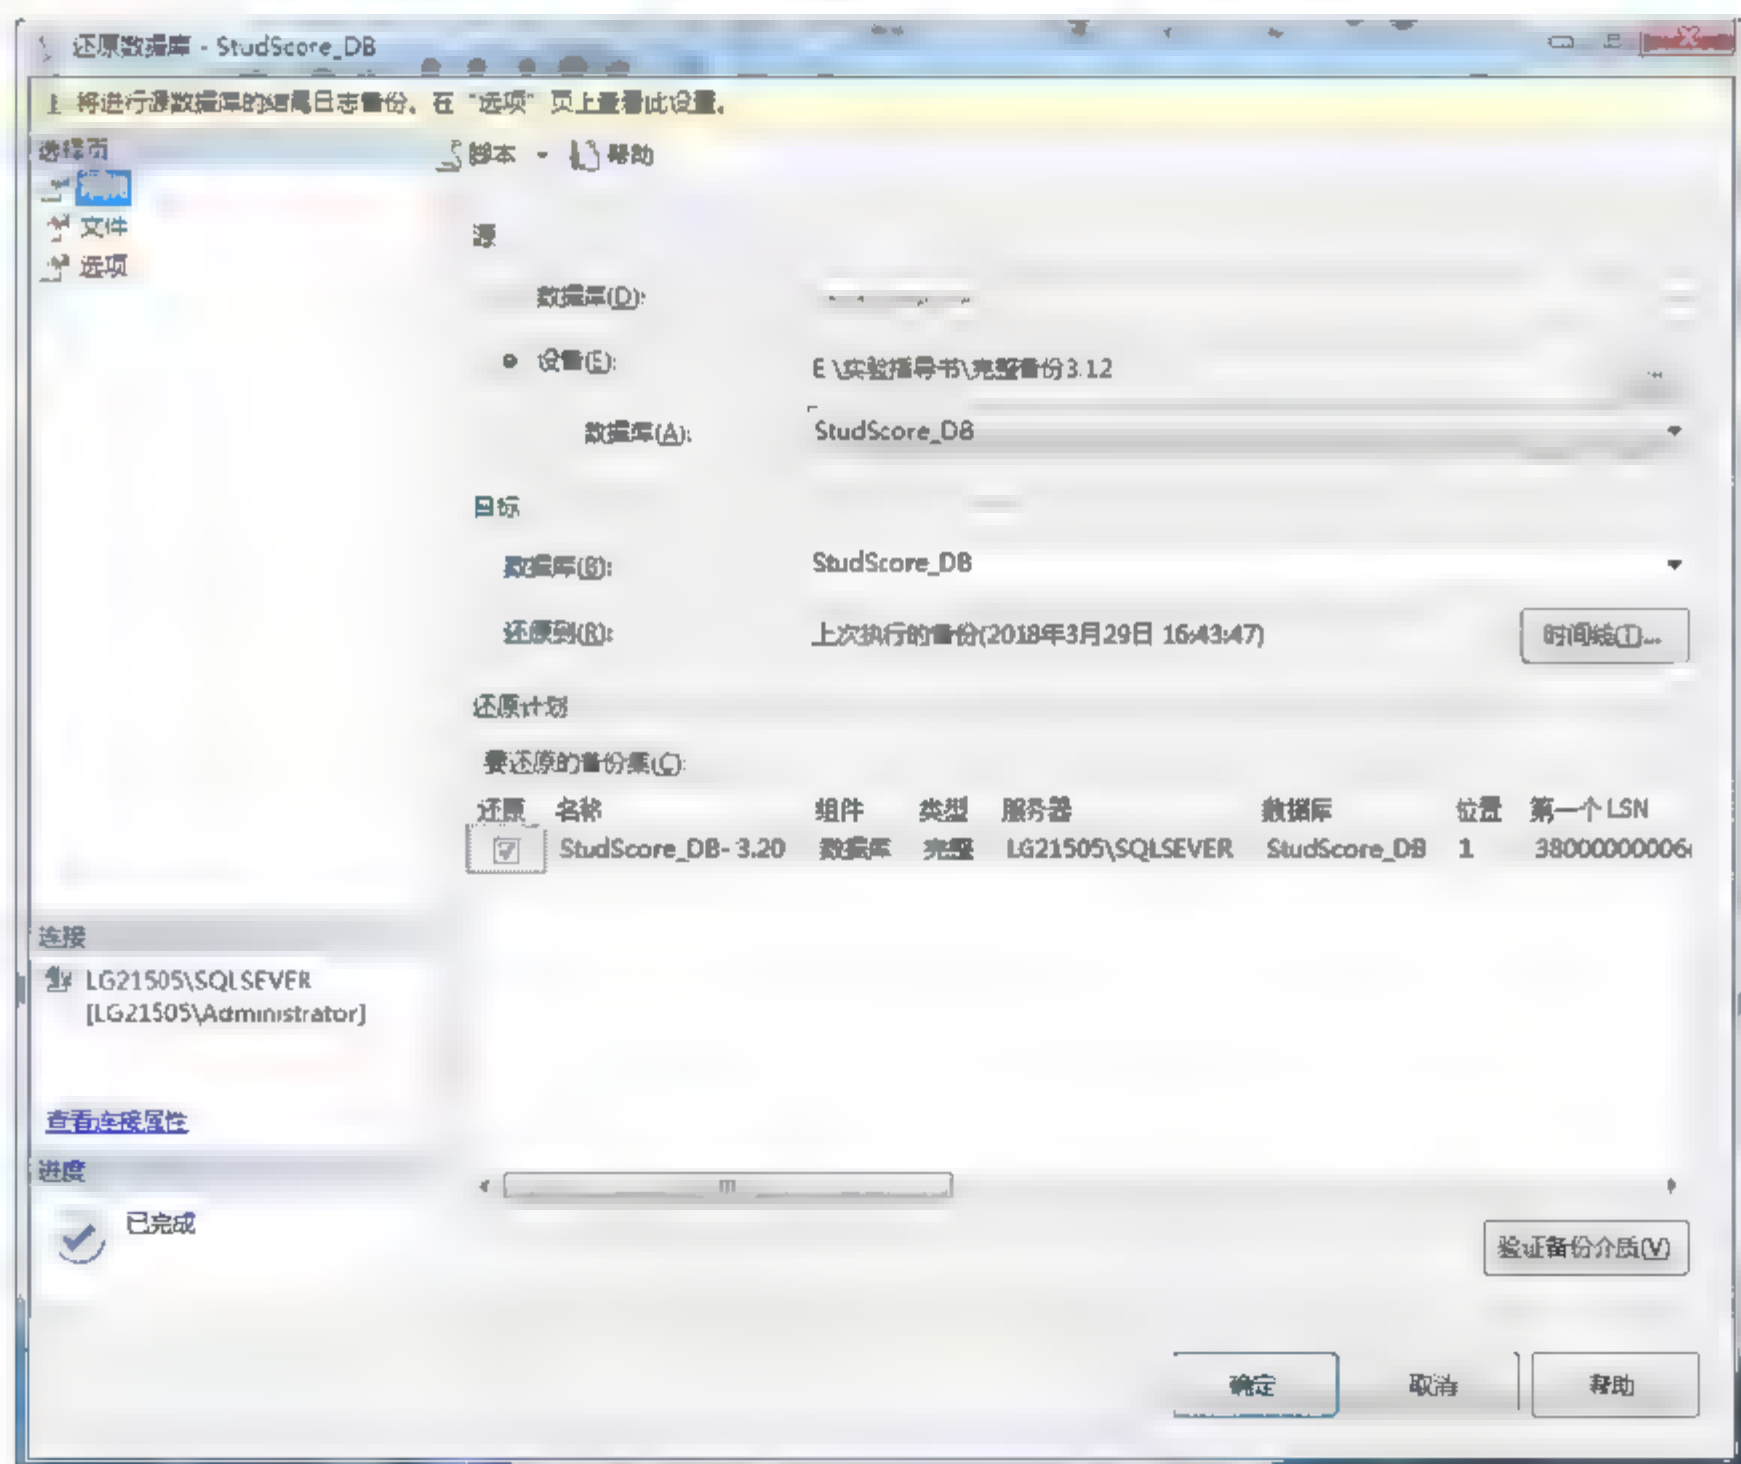 还原数据库 - StudScore_DB
将进行源数据库的结尾日志备份。在 "选项" 页上查看此设置。
选择页
文件
选项
脚本
帮助
源
数据库(D):
设备(E):
E:\实验指导书\完整备份3.12
数据库(A):
StudScore_DB
目标
数据库(B):
StudScore_DB
还原到(R):
上次执行的备份(2018年3月29日 16:43:47)
时间线(T)...
还原计划
要还原的备份集(C):
还原 名称 组件 类型 服务器 数据库 位置 第一个 LSN
StudScore_DB- 3.20 数据库 完整 LG21505\SQLSEVER StudScore_DB 1 38000000006
连接
LG21505\SQLSEVER
[LG21505\Administrator]
查看连接属性
进度
已完成
验证备份介质(V)
确定
取消
帮助